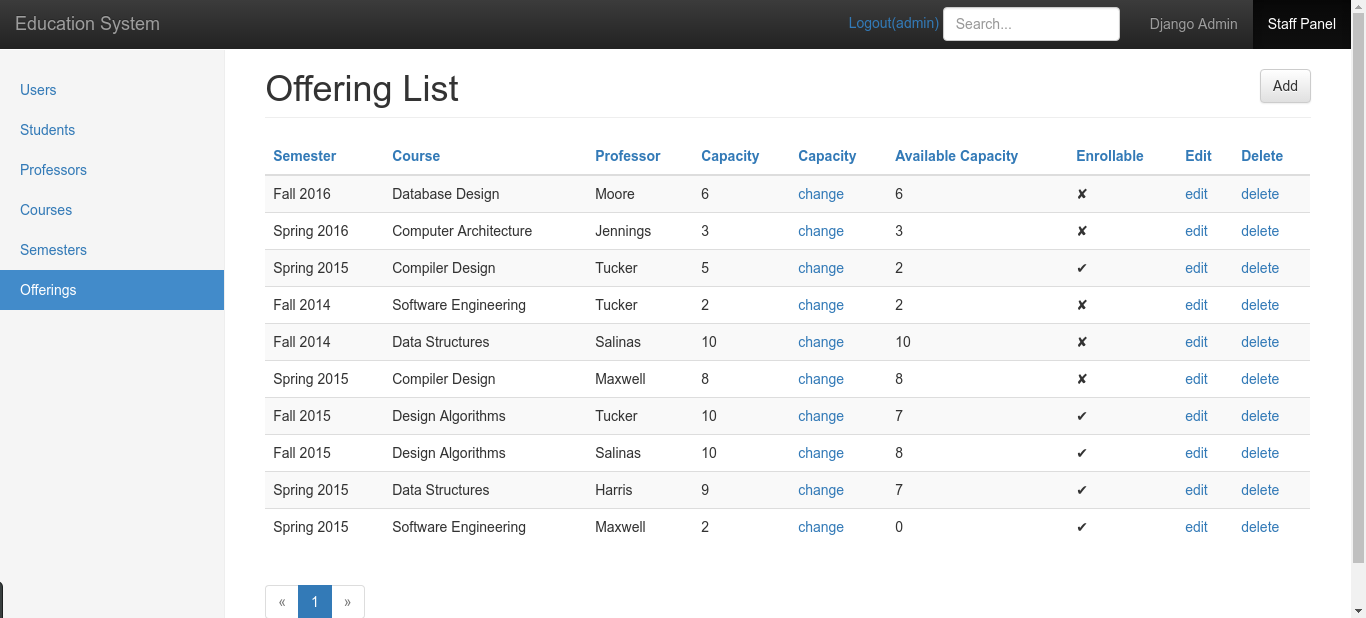 Education System Logout(admin) Search... Django Admin Staff Panel
Users
Students
Professors
Courses
Semesters
Offerings
Offering List Add
Semester Course Professor Capacity Capacity Available Capacity Enrollable Edit Delete
Fall 2016 Database Design Moore 6 change 6 ✘ edit delete
Spring 2016 Computer Architecture Jennings 3 change 3 ✘ edit delete
Spring 2015 Compiler Design Tucker 5 change 2 ✔ edit delete
Fall 2014 Software Engineering Tucker 2 change 2 ✘ edit delete
Fall 2014 Data Structures Salinas 10 change 10 ✘ edit delete
Spring 2015 Compiler Design Maxwell 8 change 8 ✘ edit delete
Fall 2015 Design Algorithms Tucker 10 change 7 ✔ edit delete
Fall 2015 Design Algorithms Salinas 10 change 8 ✔ edit delete
Spring 2015 Data Structures Harris 9 change 7 ✔ edit delete
Spring 2015 Software Engineering Maxwell 2 change 0 ✔ edit delete
« 1 »